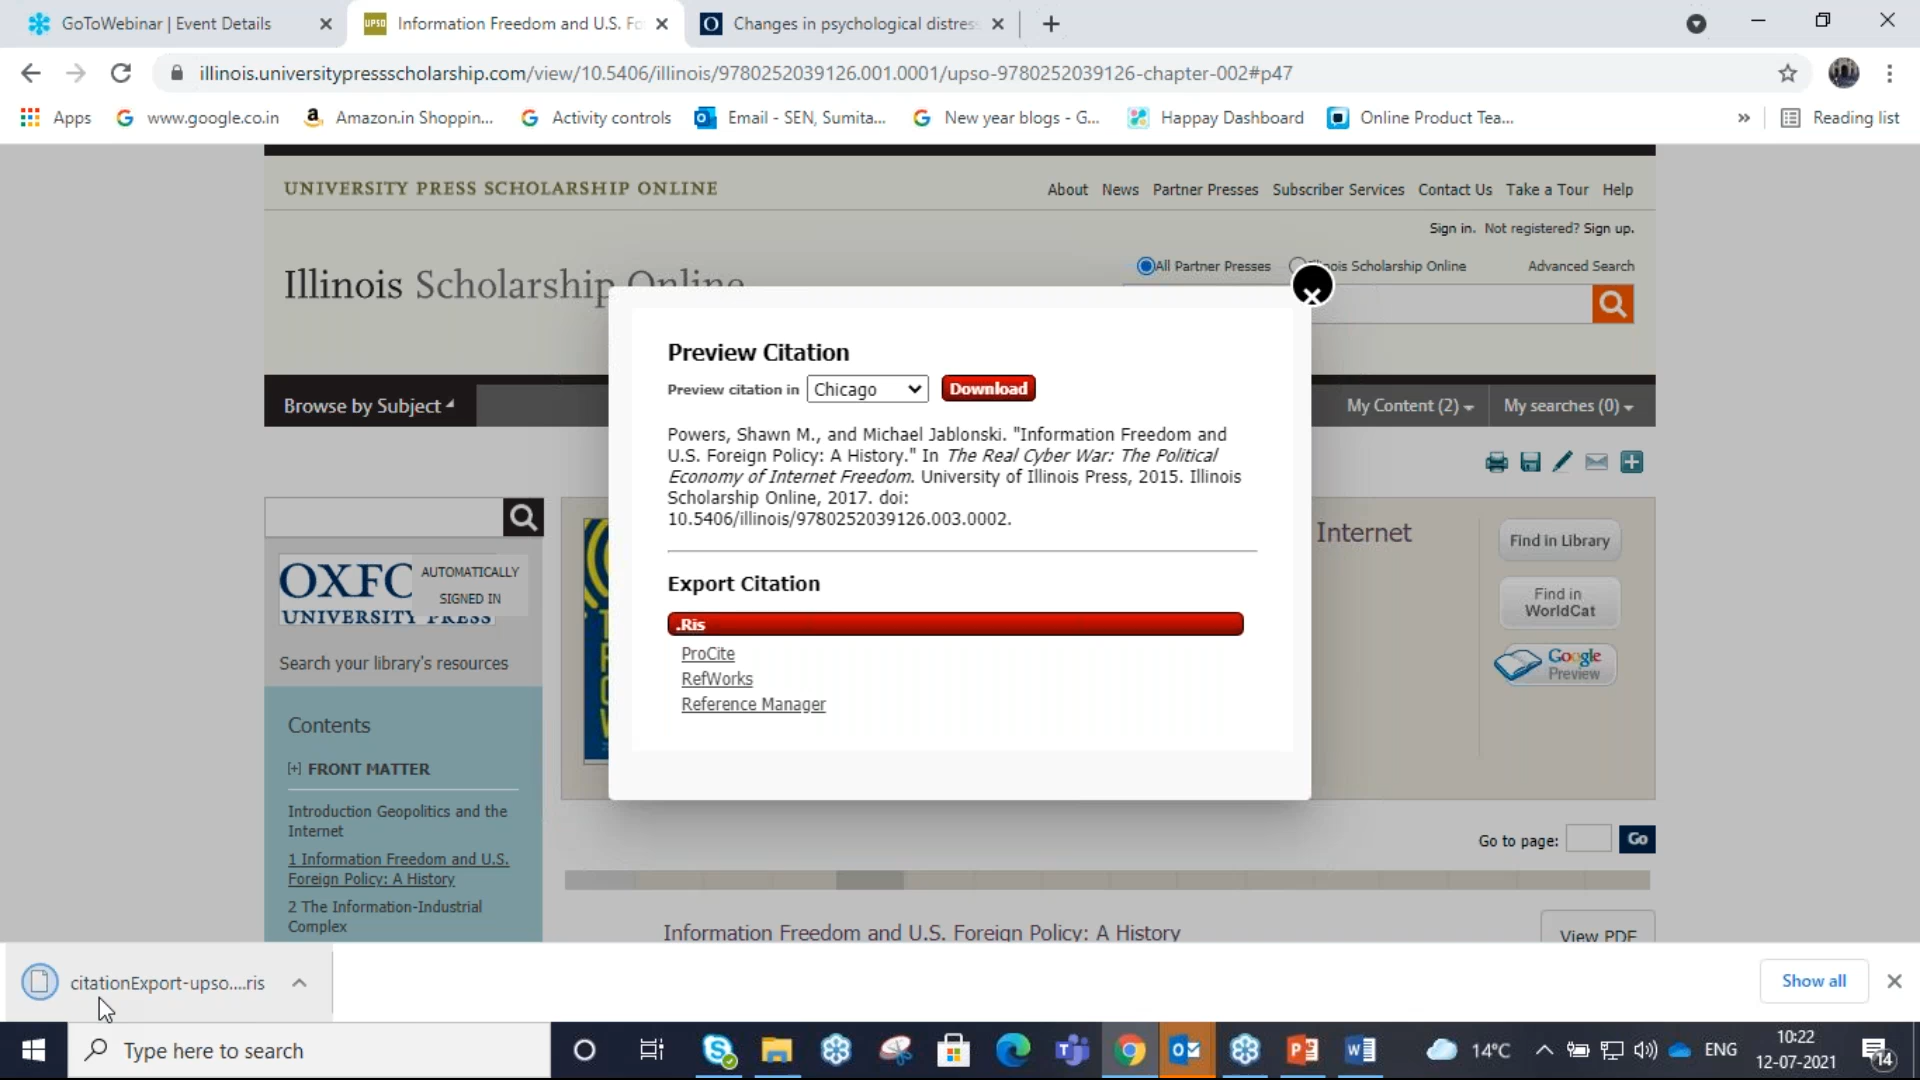 GoToWebinar | Event Details
UPSO Information Freedom and U.S. Fo
Changes in psychological distres
illinois.universitypressscholarship.com/view/10.5406/illinois/9780252039126.001.0001/upso-9780252039126-chapter-002#p47
Apps www.google.co.in Amazon.in Shoppin... Activity controls Email - SEN, Sumita... New year blogs - G... Happay Dashboard Online Product Tea... » Reading list
UNIVERSITY PRESS SCHOLARSHIP ONLINE
About News Partner Presses Subscriber Services Contact Us Take a Tour Help
Sign in. Not registered? Sign up.
Illinois Scholarship Online
All Partner Presses Illinois Scholarship Online Advanced Search
Browse by Subject
My Content (2) My searches (0)
Preview Citation
Preview citation in Chicago Download
Powers, Shawn M., and Michael Jablonski. "Information Freedom and
U.S. Foreign Policy: A History." In The Real Cyber War: The Political
Economy of Internet Freedom. University of Illinois Press, 2015. Illinois
Scholarship Online, 2017. doi:
10.5406/illinois/9780252039126.003.0002.
Export Citation
.Ris
ProCite
RefWorks
Reference Manager
OXFO
UNIVERSITY PRESS
AUTOMATICALLY
SIGNED IN
Search your library's resources
Contents
[+] FRONT MATTER
Introduction Geopolitics and the
Internet
1 Information Freedom and U.S.
Foreign Policy: A History
2 The Information-Industrial
Complex
Internet
Find in Library
Find in
WorldCat
Google
Preview
Go to page: Go
Information Freedom and U.S. Foreign Policy: A History
View PDF
citationExport-upso....ris
Show all
Type here to search
14°C
ENG
10:22
12-07-2021
14